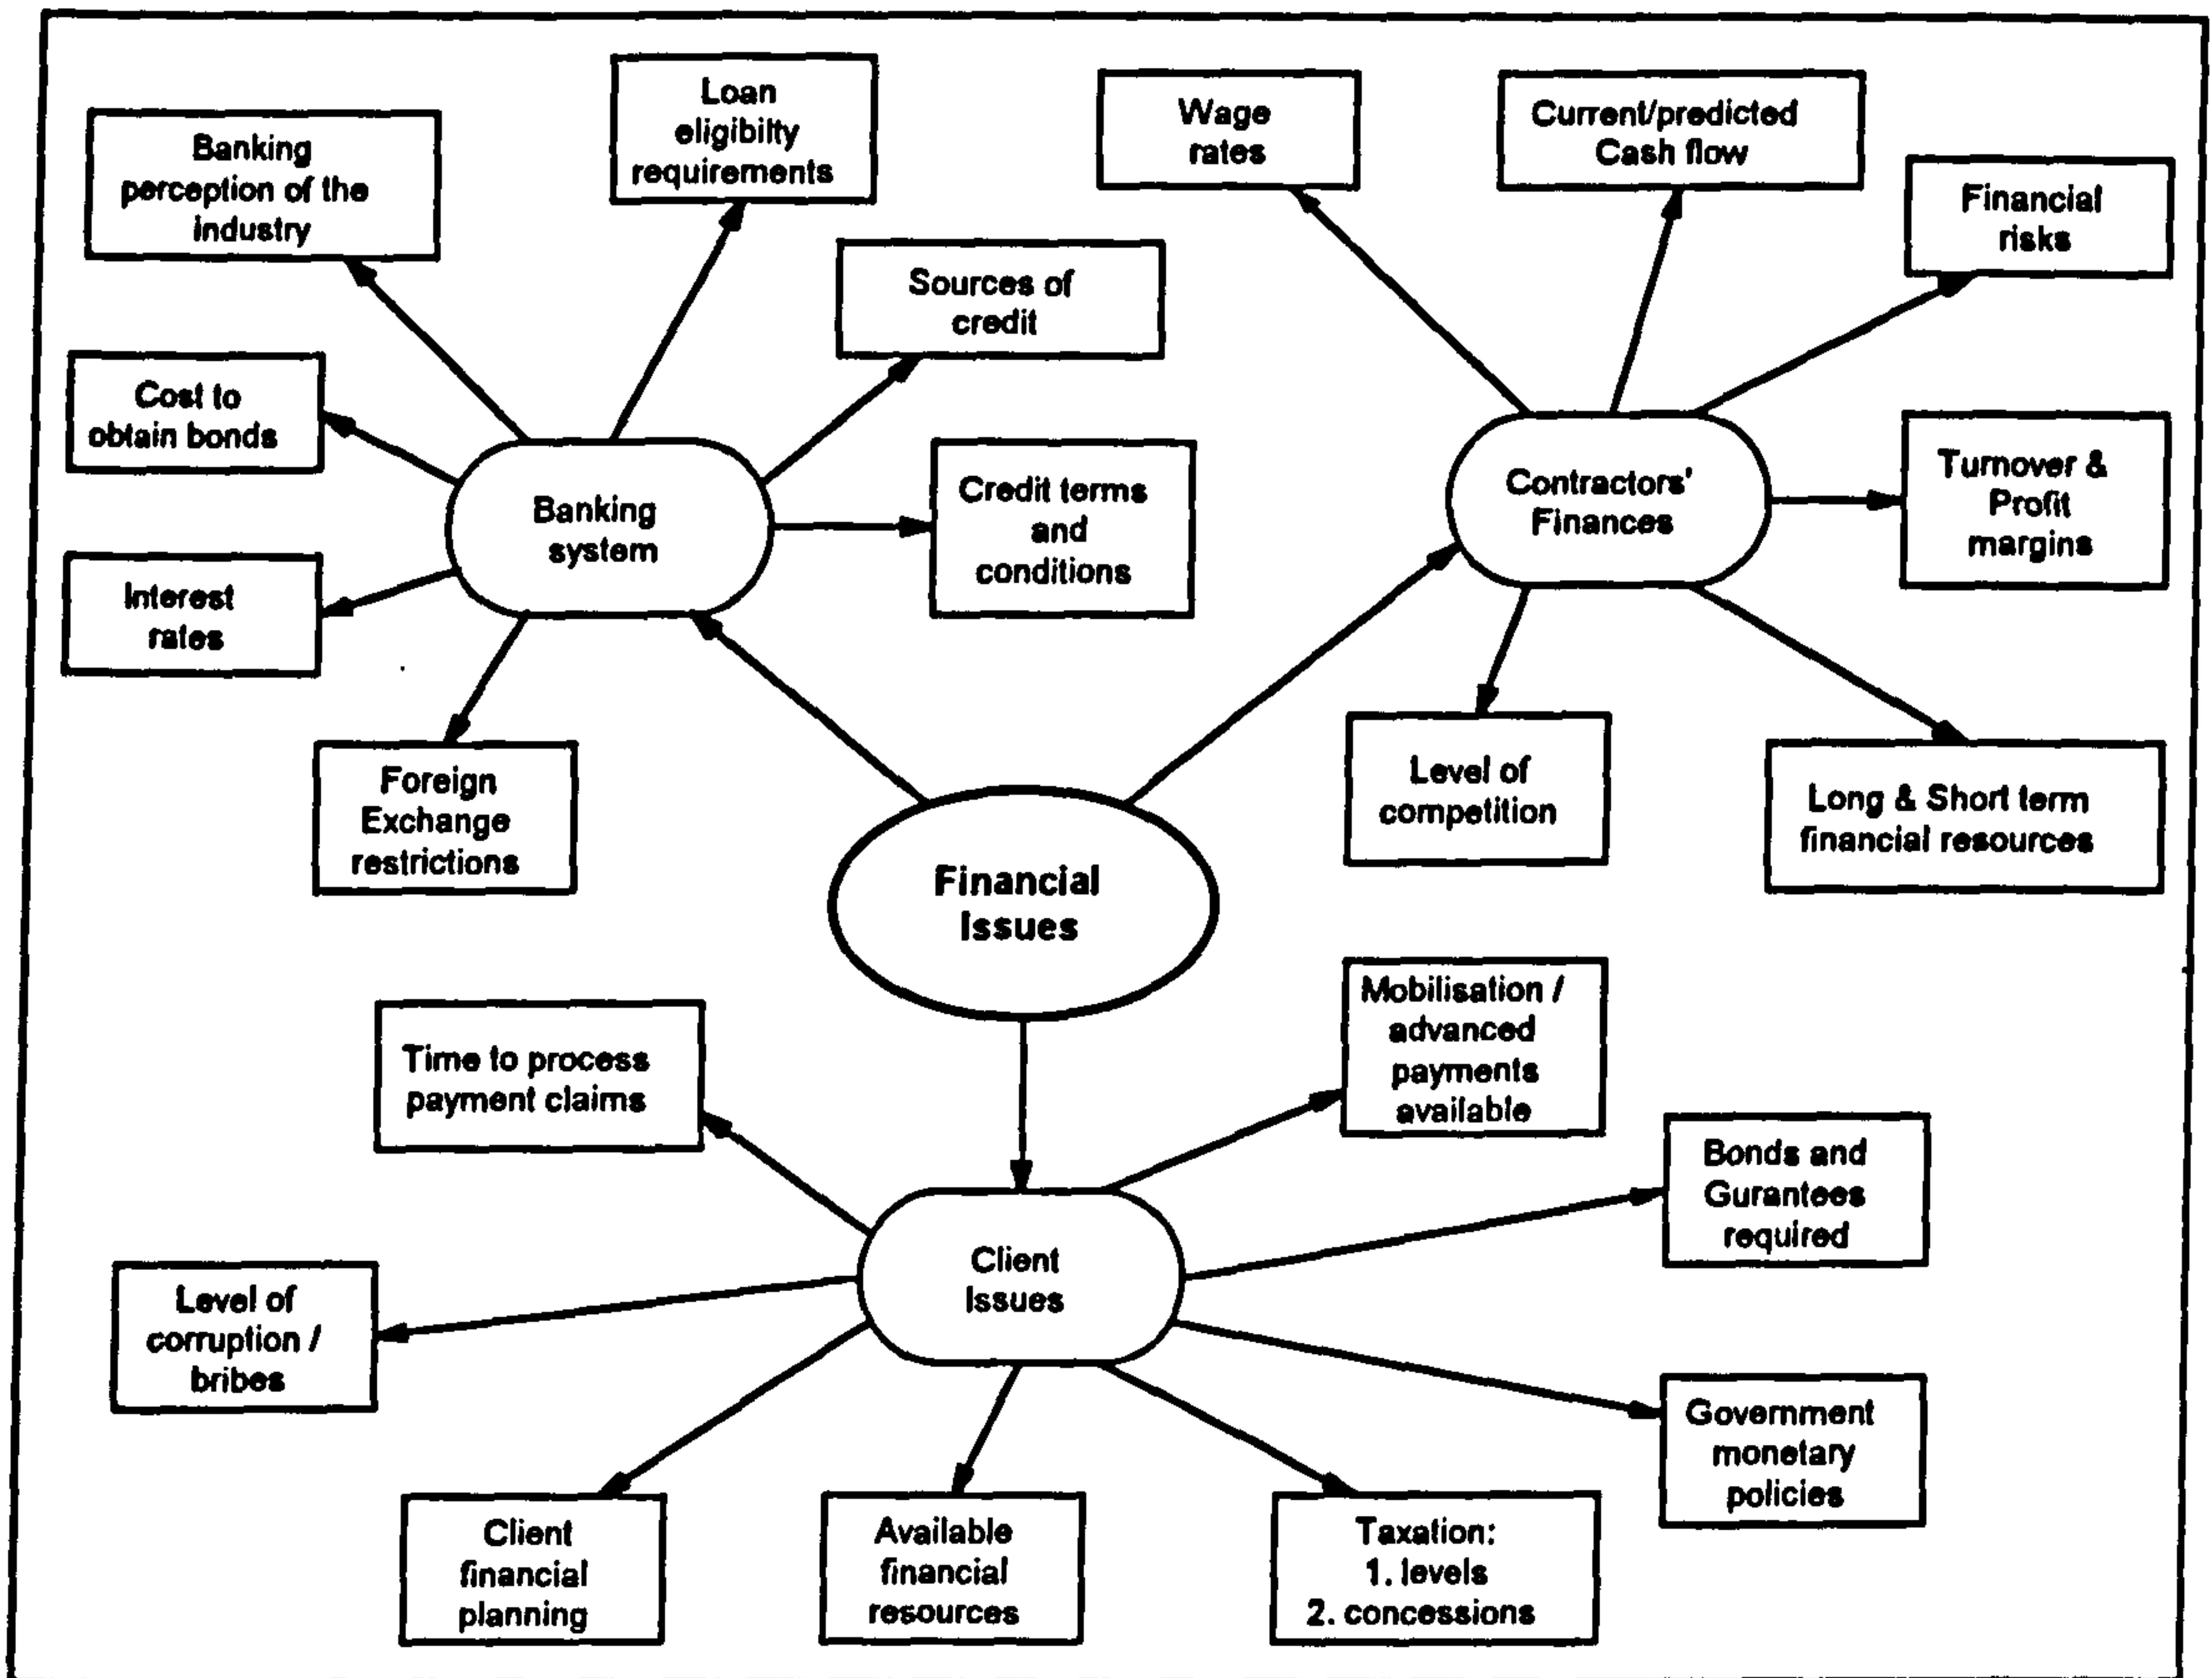 Loan
eligibilty
requirements
Wage
rates
Current/predicted
Cash flow
Banking
perception of the
industry
Financial
risks
Sources of
credit
Cost to
obtain bonds
Banking
system
Credit terms
and
conditions
Contractors'
Finances
Turnover &
Profit
margins
Interest
rates
Foreign
Exchange
restrictions
Level of
competition
Long & Short term
financial resources
Financial
Issues
Time to process
payment claims
Mobilisation /
advanced
payments
available
Bonds and
Gurantees
required
Client
Issues
Level of
corruption /
bribes
Government
monetary
policies
Client
financial
planning
Available
financial
resources
Taxation:
1. levels
2. concessions